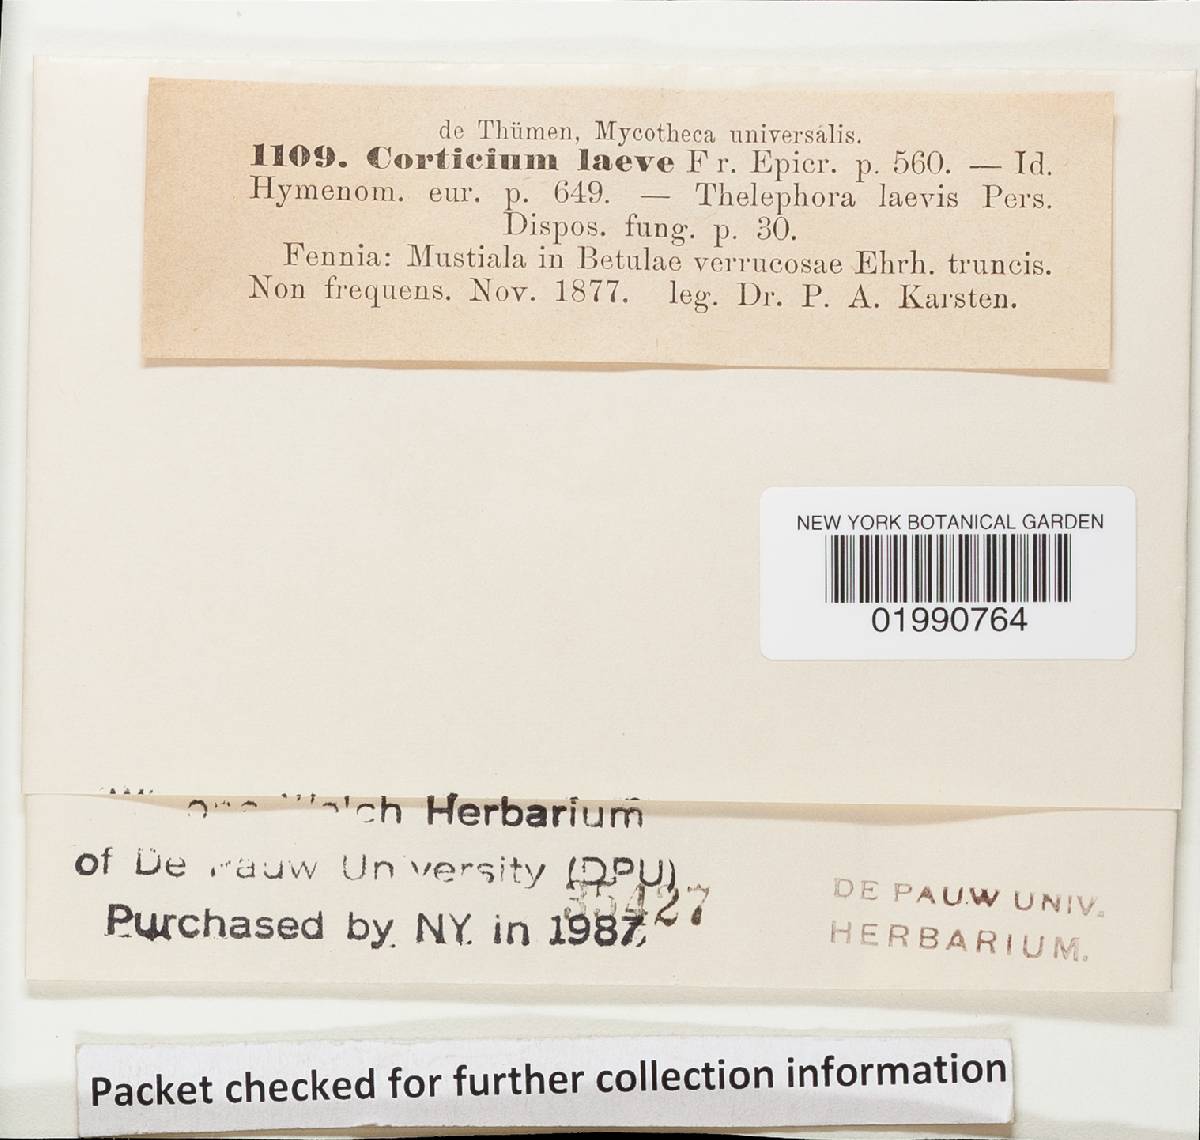 de Thümen, Mycotheca universalis.
1109. Corticium laeve Fr. Epicr. p. 560. — Id.
Hymenom. eur. p. 649. — Thelephora laevis Pers.
Dispos. fung. p. 30.
Fennia: Mustiala in Betulae verrucosae Ehrh. truncis.
Non frequens. Nov. 1877. leg. Dr. P. A. Karsten.
NEW YORK BOTANICAL GARDEN
01990764
Herbarium
of De Pauw University (DPU)
35427
Purchased by NY in 1987.
DE PAUW UNIV.
HERBARIUM.
Packet checked for further collection information